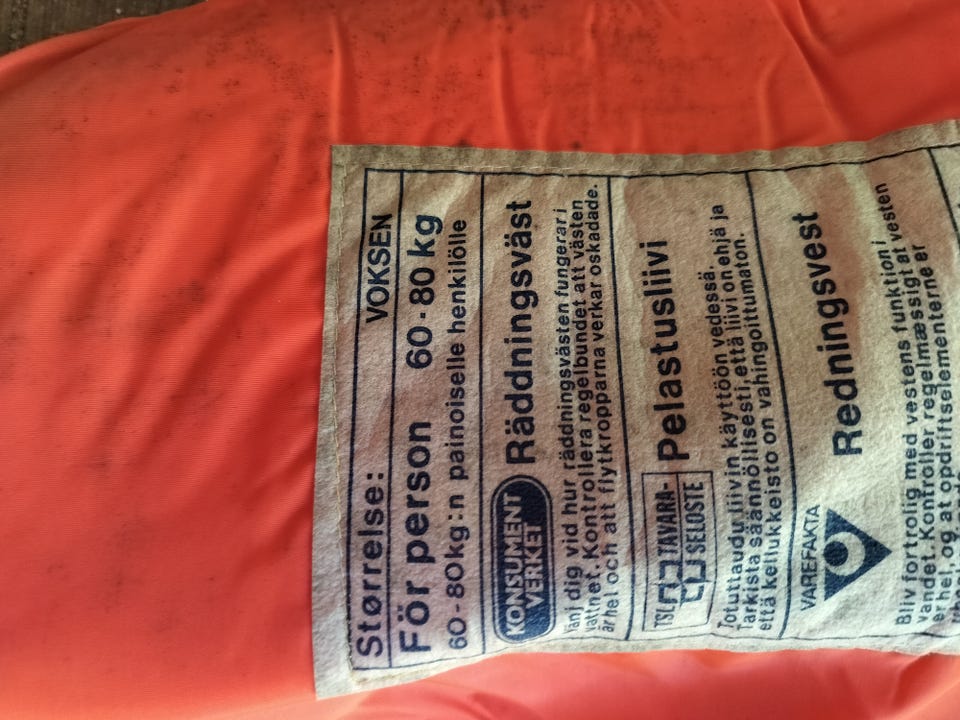 Størrelse: VOKSEN
För person 60-80 kg
60-80kg:n painoiselle henkilölle
KONSUMENT
VERKET
Räddningsväst
Vänj dig vid hur räddningsvästen fungerar i
vattnet. Kontrollera regelbundet att västen
är hel och att flytkropparna verkar oskadade.
TSL TAVARA-
SELOSTE
Pelastusliivi
Totuttaudu liivin käyttöön vedessä.
Tarkista säännöllisesti, että liivi on ehjä ja
että kellukkeisto on vahingoittumaton.
VAREFAKTA
Redningsvest
Bliv fortrolig med vestens funktion i
vandet. Kontroller regelmæssigt at vesten
er hel, og at opdriftselementerne er